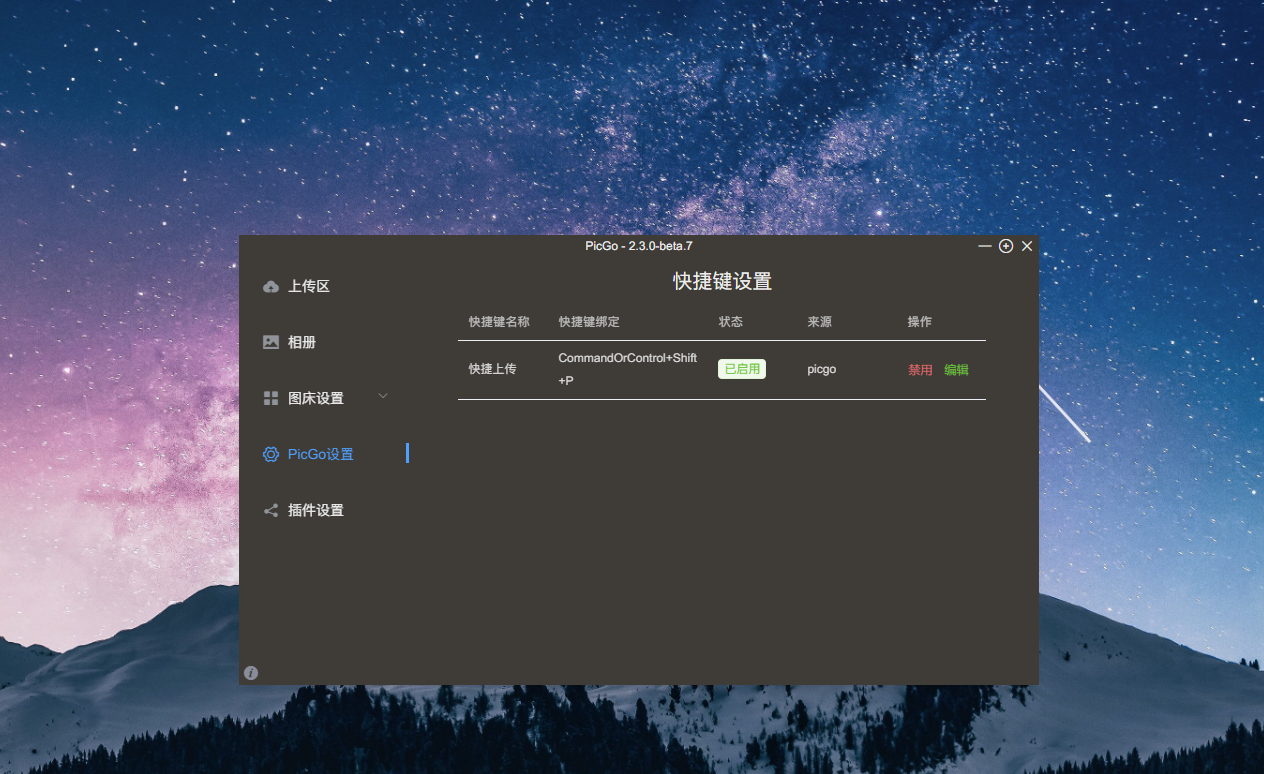 PicGo - 2.3.0-beta.7
上传区
相册
图床设置
PicGo设置
插件设置
快捷键设置
快捷键名称 快捷键绑定 状态 来源 操作
快捷上传 CommandOrControl+Shift 已启用 picgo 禁用 编辑
+P